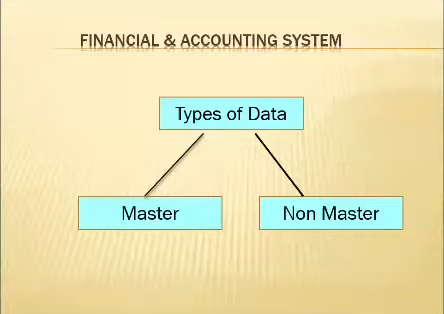 FINANCIAL & ACCOUNTING SYSTEM
Types of Data
Master
Non Master